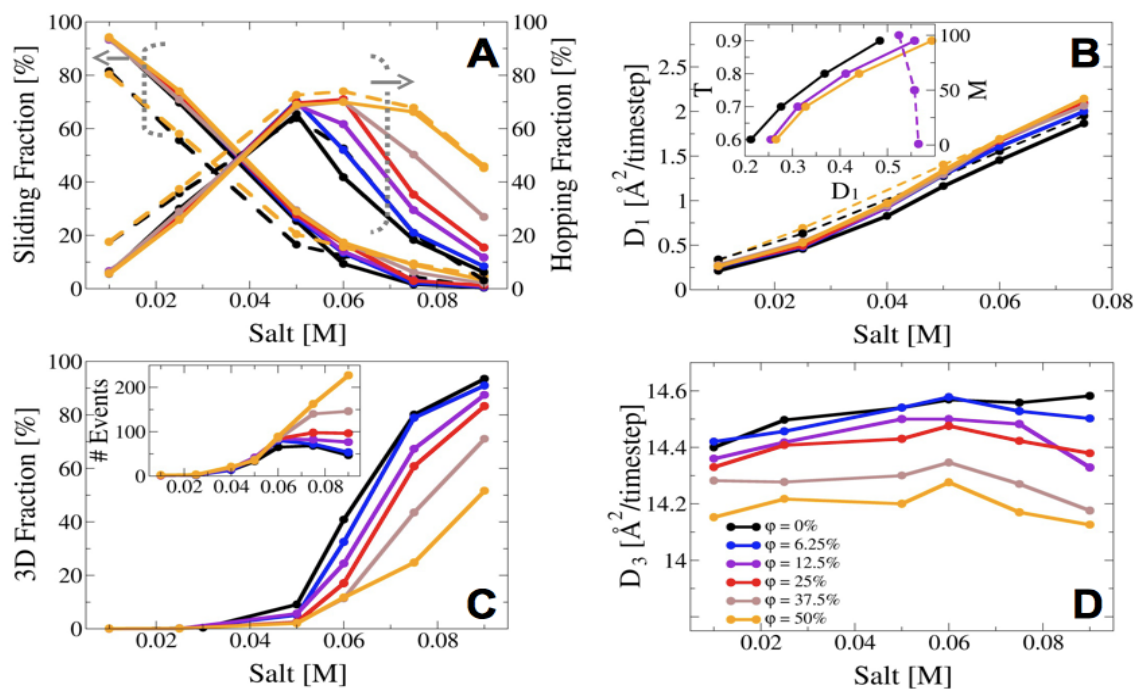 A
Sliding Fraction [%]
100
80
60
40
20
0
Hopping Fraction [%]
100
80
60
40
20
0
0.02 0.04 0.06 0.08
Salt [M]
B
D1 [Å2/timestep]
2.5
2
1.5
1
0.5
0
0.02 0.04 0.06 0.08
Salt [M]
T
0.9
0.8
0.7
0.6
M
100
50
0
0.2 0.3 0.4 0.5
D1
C
3D Fraction [%]
100
80
60
40
20
0
0.02 0.04 0.06 0.08
Salt [M]
# Events
200
100
0
0.02 0.04 0.06 0.08
D
D3 [Å2/timestep]
14.6
14.4
14.2
14
0.02 0.04 0.06 0.08
Salt [M]
φ = 0%
φ = 6.25%
φ = 12.5%
φ = 25%
φ = 37.5%
φ = 50%